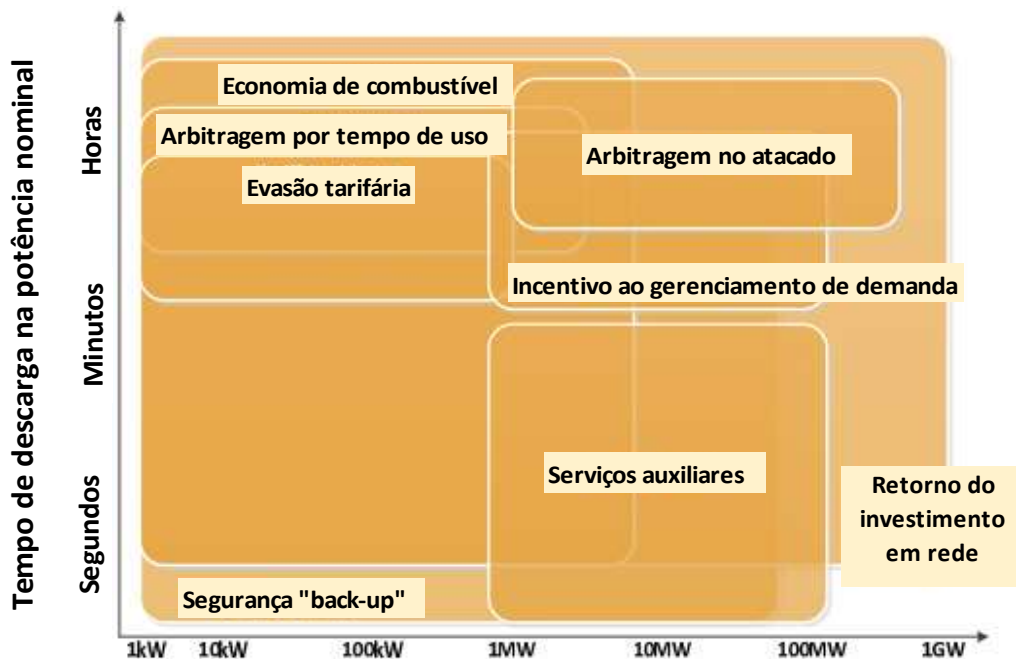 Tempo de descarga na potência nominal
Horas
Minutos
Segundos
Economia de combustível
Arbitragem por tempo de uso
Arbitragem no atacado
Evasão tarifária
Incentivo ao gerenciamento de demanda
Serviços auxiliares
Retorno do
investimento
em rede
Segurança "back-up"
1kW 10kW 100kW 1MW 10MW 100MW 1GW